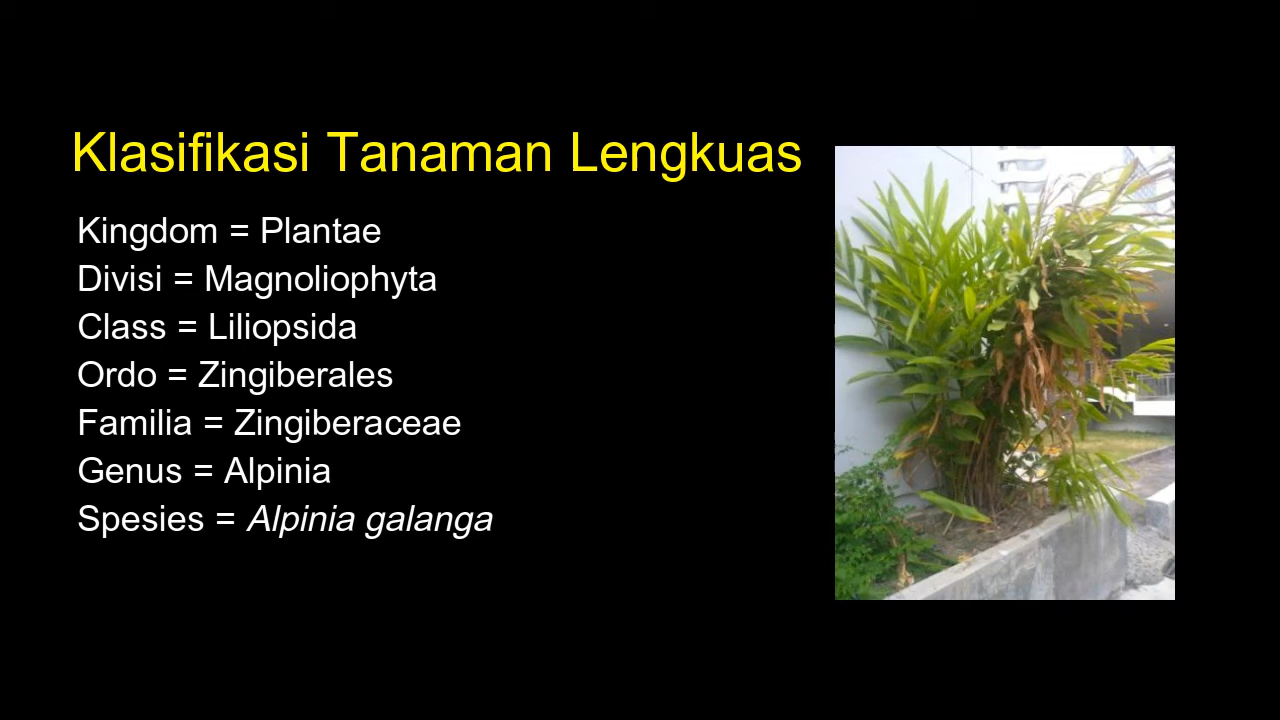 Klasifikasi Tanaman Lengkuas
Kingdom = Plantae
Divisi = Magnoliophyta
Class = Liliopsida
Ordo = Zingiberales
Familia = Zingiberaceae
Genus = Alpinia
Spesies = Alpinia galanga